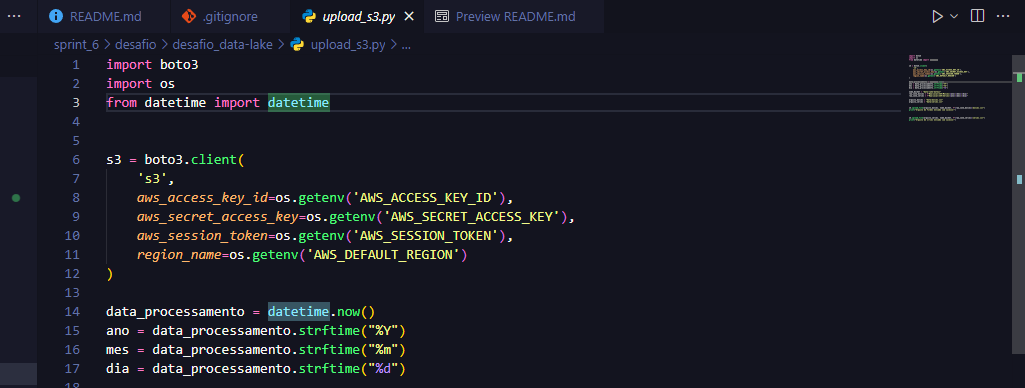 ··· README.md .gitignore upload_s3.py × Preview README.md ···
sprint_6 > desafio > desafio_data-lake > upload_s3.py > ...
1 import boto3
2 import os
3 from datetime import datetime
4
5
6 s3 = boto3.client(
7 's3',
8 aws_access_key_id=os.getenv('AWS_ACCESS_KEY_ID'),
9 aws_secret_access_key=os.getenv('AWS_SECRET_ACCESS_KEY'),
10 aws_session_token=os.getenv('AWS_SESSION_TOKEN'),
11 region_name=os.getenv('AWS_DEFAULT_REGION')
12 )
13
14 data_processamento = datetime.now()
15 ano = data_processamento.strftime("%Y")
16 mes = data_processamento.strftime("%m")
17 dia = data_processamento.strftime("%d")
18